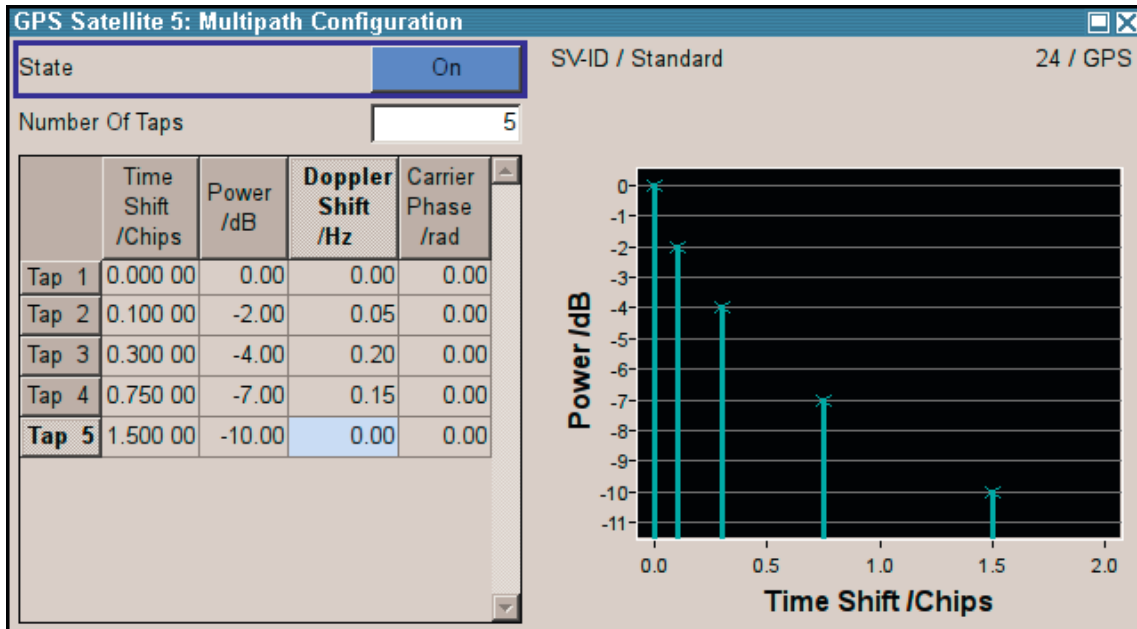 GPS Satellite 5: Multipath Configuration
State On
Number Of Taps 5
SV-ID / Standard 24 / GPS
Time Shift /Chips Power /dB Doppler Shift /Hz Carrier Phase /rad
Tap 1 0.000 00 0.00 0.00 0.00
Tap 2 0.100 00 -2.00 0.05 0.00
Tap 3 0.300 00 -4.00 0.20 0.00
Tap 4 0.750 00 -7.00 0.15 0.00
Tap 5 1.500 00 -10.00 0.00 0.00
Power /dB
0
-1
-2
-3
-4
-5
-6
-7
-8
-9
-10
-11
0.0 0.5 1.0 1.5 2.0
Time Shift /Chips